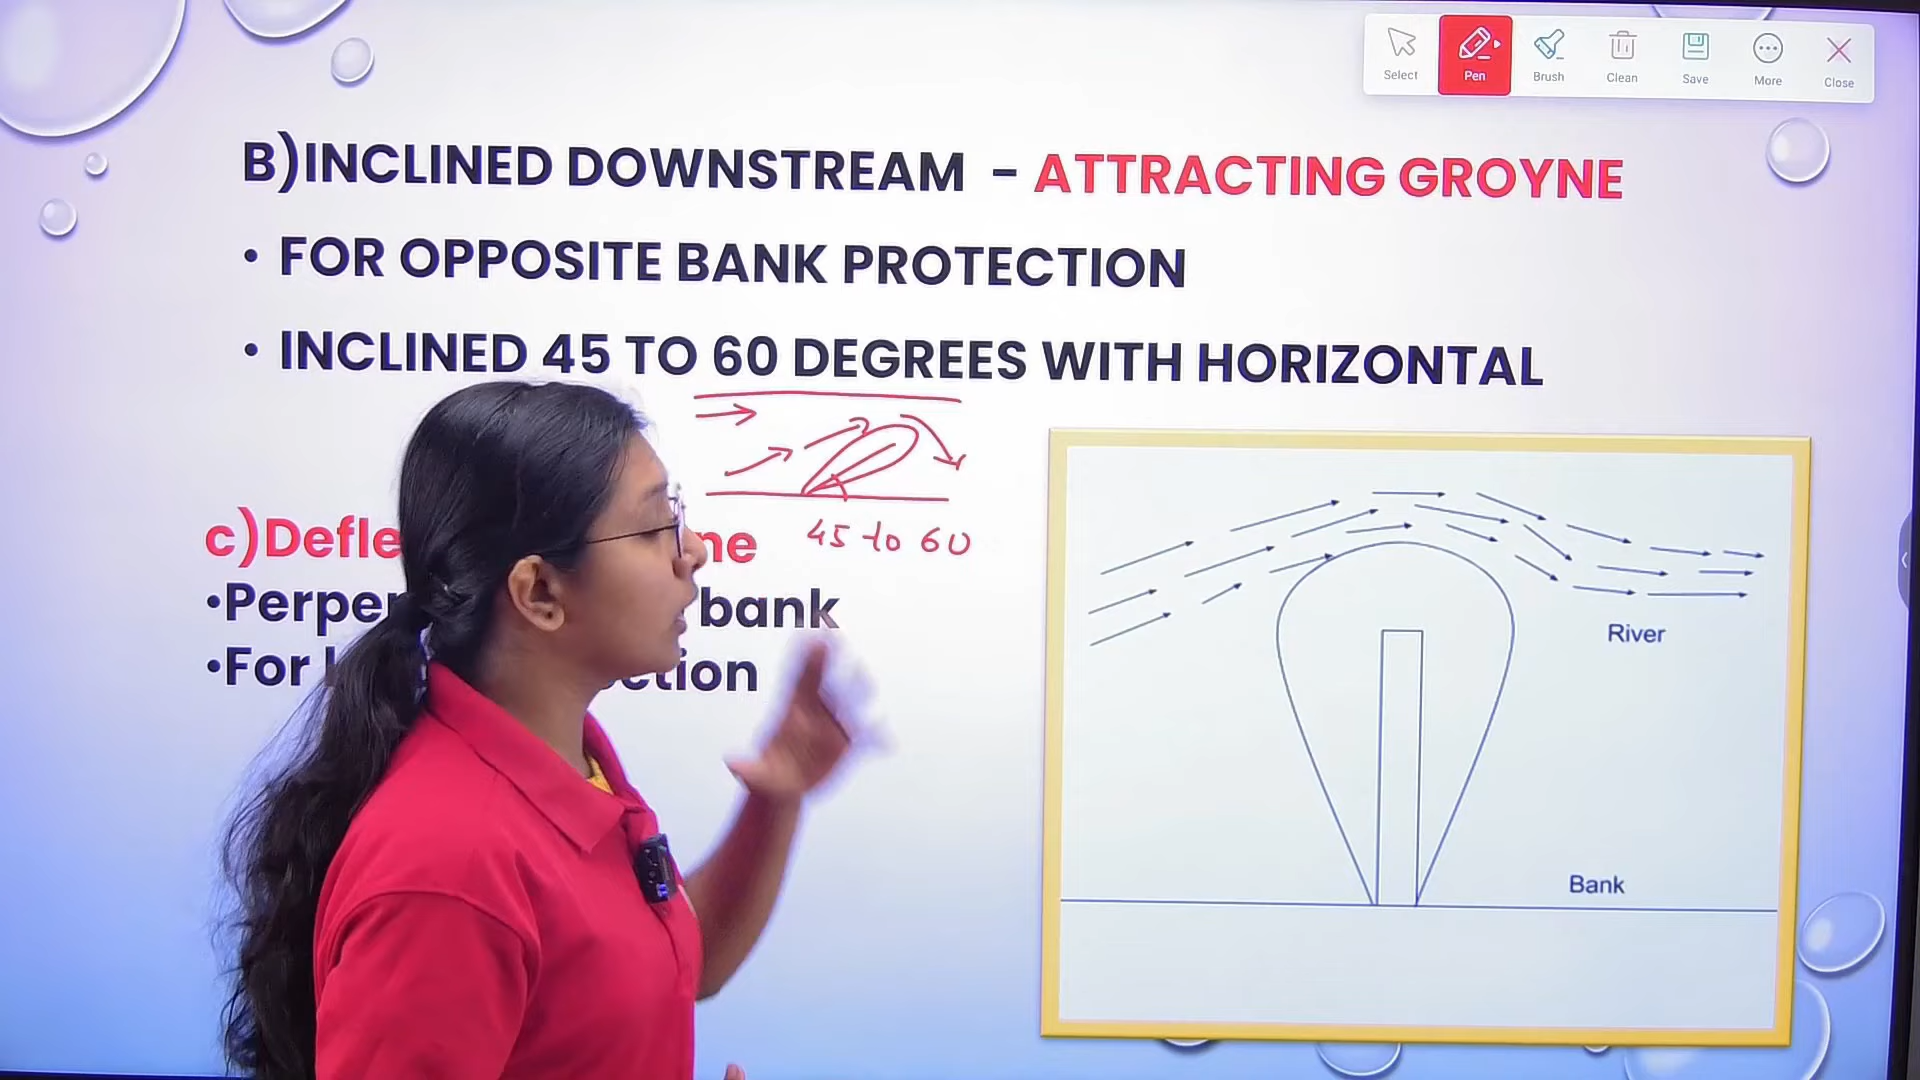 Select Pen Brush Clean Save More Close
B)INCLINED DOWNSTREAM - ATTRACTING GROYNE
• FOR OPPOSITE BANK PROTECTION
• INCLINED 45 TO 60 DEGREES WITH HORIZONTAL
45 to 60
c)Defle ne
•Perpe bank
•For ction
River
Bank